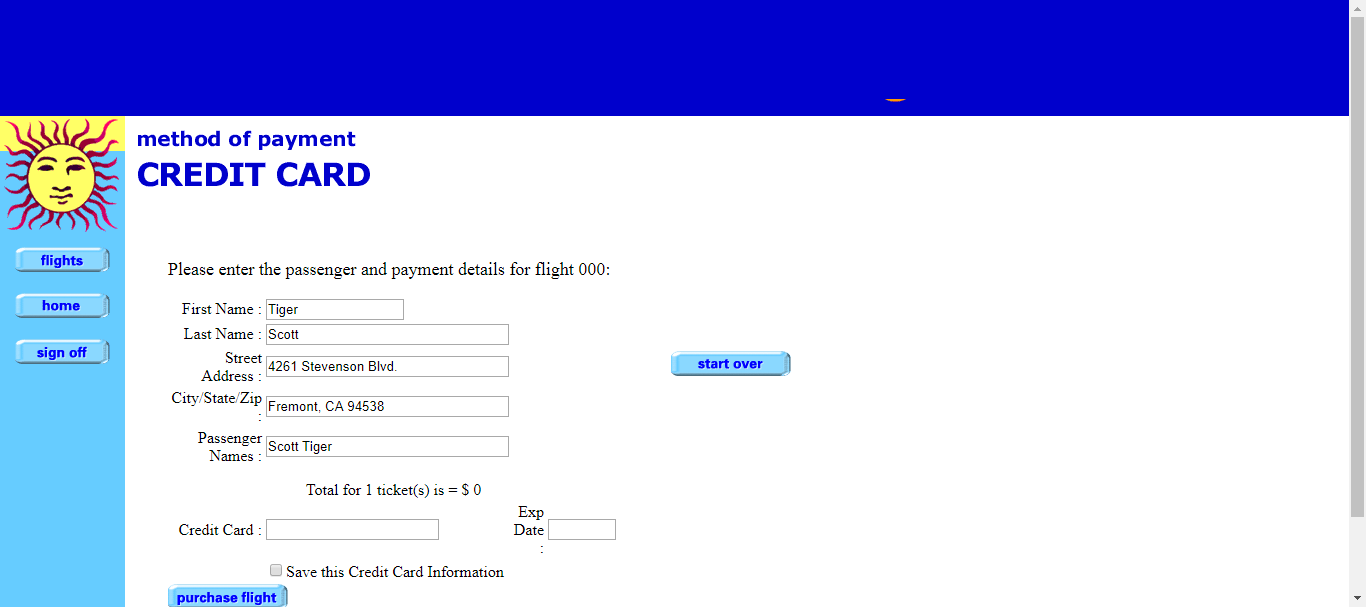 method of payment
CREDIT CARD
flights
home
sign off
Please enter the passenger and payment details for flight 000:
First Name : Tiger
Last Name : Scott
Street
Address : 4261 Stevenson Blvd.
start over
City/State/Zip
: Fremont, CA 94538
Passenger
Names : Scott Tiger
Total for 1 ticket(s) is = $ 0
Credit Card :
Exp
Date
:
Save this Credit Card Information
purchase flight